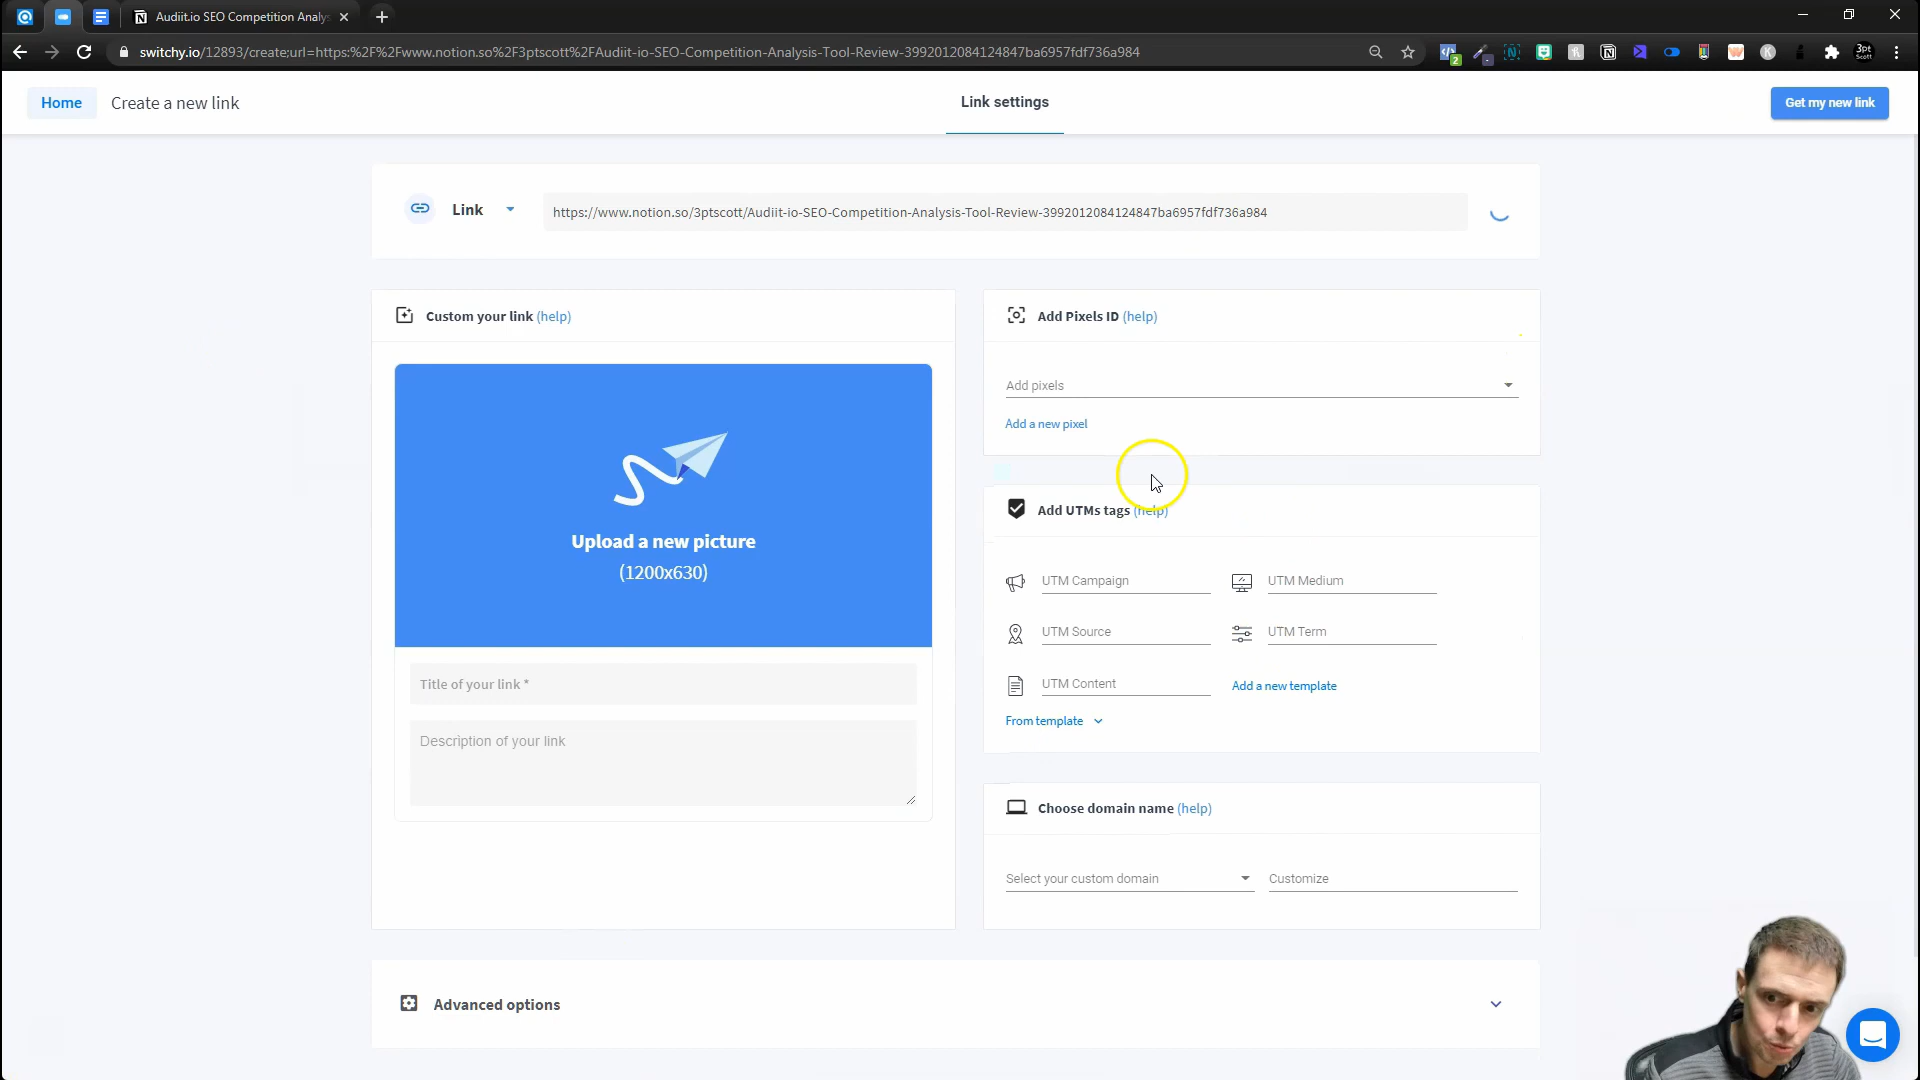 Audiit.io SEO Competition Analys
switchy.io/12893/create;url=https:%2F%2Fwww.notion.so%2F3ptscott%2FAudiit-io-SEO-Competition-Analysis-Tool-Review-3992012084124847ba6957fdf736a984
2
3pt
Scott
Home
Create a new link
Link settings
Get my new link
Link
https://www.notion.so/3ptscott/Audiit-io-SEO-Competition-Analysis-Tool-Review-3992012084124847ba6957fdf736a984
Custom your link (help)
Upload a new picture
(1200x630)
Title of your link *
Description of your link
Add Pixels ID (help)
Add pixels
Add a new pixel
Add UTMs tags (help)
UTM Campaign
UTM Medium
UTM Source
UTM Term
UTM Content
Add a new template
From template
Choose domain name (help)
Select your custom domain
Customize
Advanced options